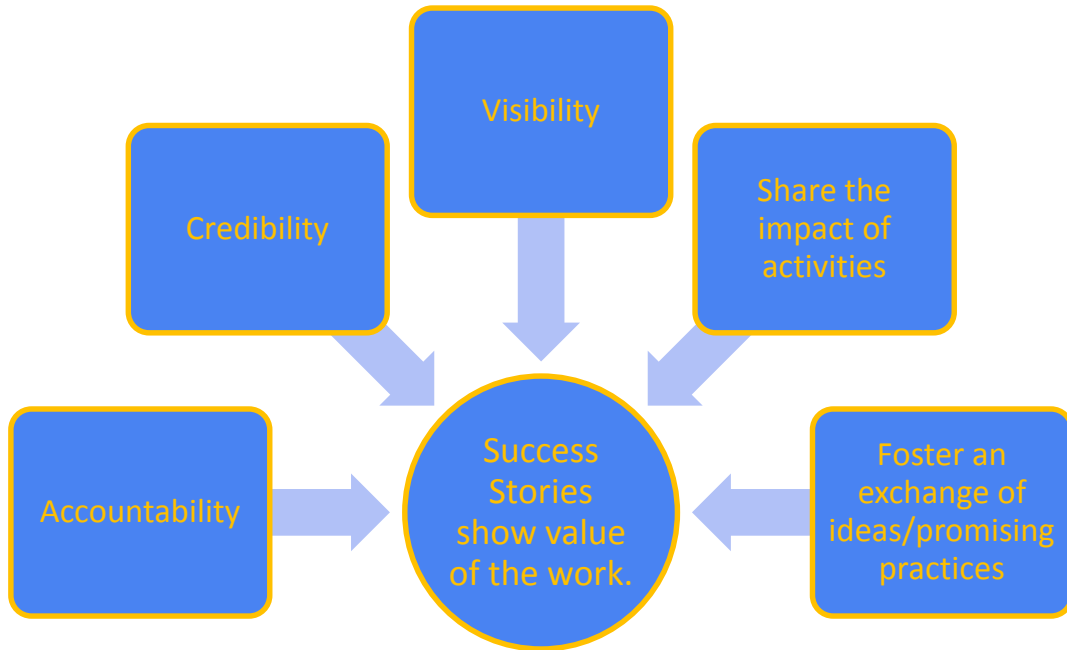 Visibility
Credibility
Share the
impact of
activities
Accountability
Success
Stories
show value
of the work.
Foster an
exchange of
ideas/promising
practices